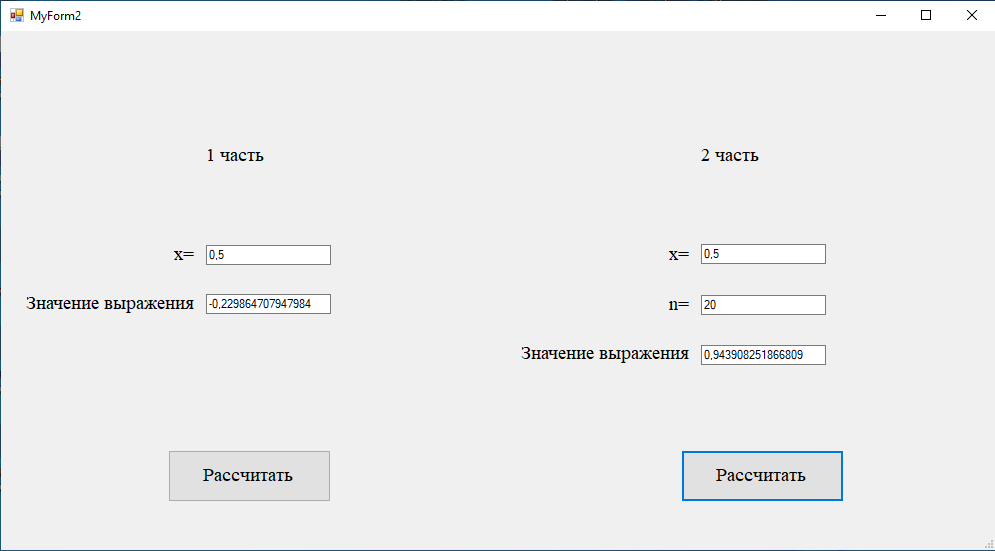 MyForm2
1 часть
2 часть
x= 0,5
x= 0,5
Значение выражения -0,229864707947984
n= 20
Значение выражения 0,943908251866809
Рассчитать
Рассчитать